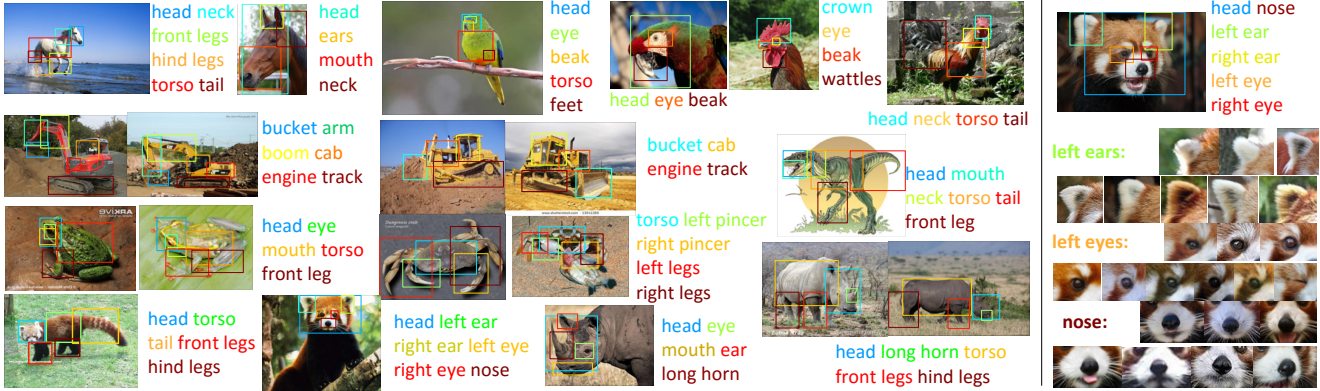 head neck
front legs
hind legs
torso tail
head
ears
mouth
neck
head
eye
beak
torso
feet
head eye beak
crown
eye
beak
wattles
head neck torso tail
bucket arm
boom cab
engine track
bucket cab
engine track
head mouth
neck torso tail
front leg
head eye
mouth torso
front leg
torso left pincer
right pincer
left legs
right legs
head torso
tail front legs
hind legs
head left ear
right ear left eye
right eye nose
head eye
mouth ear
long horn
head long horn torso
front legs hind legs
head nose
left ear
right ear
left eye
right eye
left ears:
left eyes:
nose: